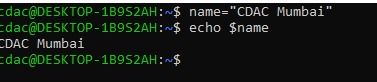 cdac@DESKTOP-1B9S2AH:~$ name="CDAC Mumbai"
cdac@DESKTOP-1B9S2AH:~$ echo $name
CDAC Mumbai
cdac@DESKTOP-1B9S2AH:~$